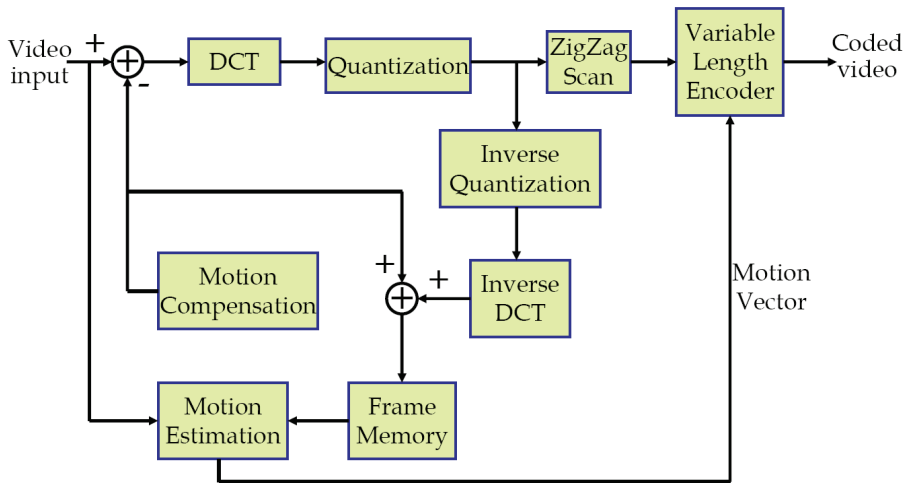 Video
input
+
-
DCT
Quantization
ZigZag
Scan
Variable
Length
Encoder
Coded
video
Inverse
Quantization
Motion
Compensation
+
+
Inverse
DCT
Motion
Vector
Motion
Estimation
Frame
Memory